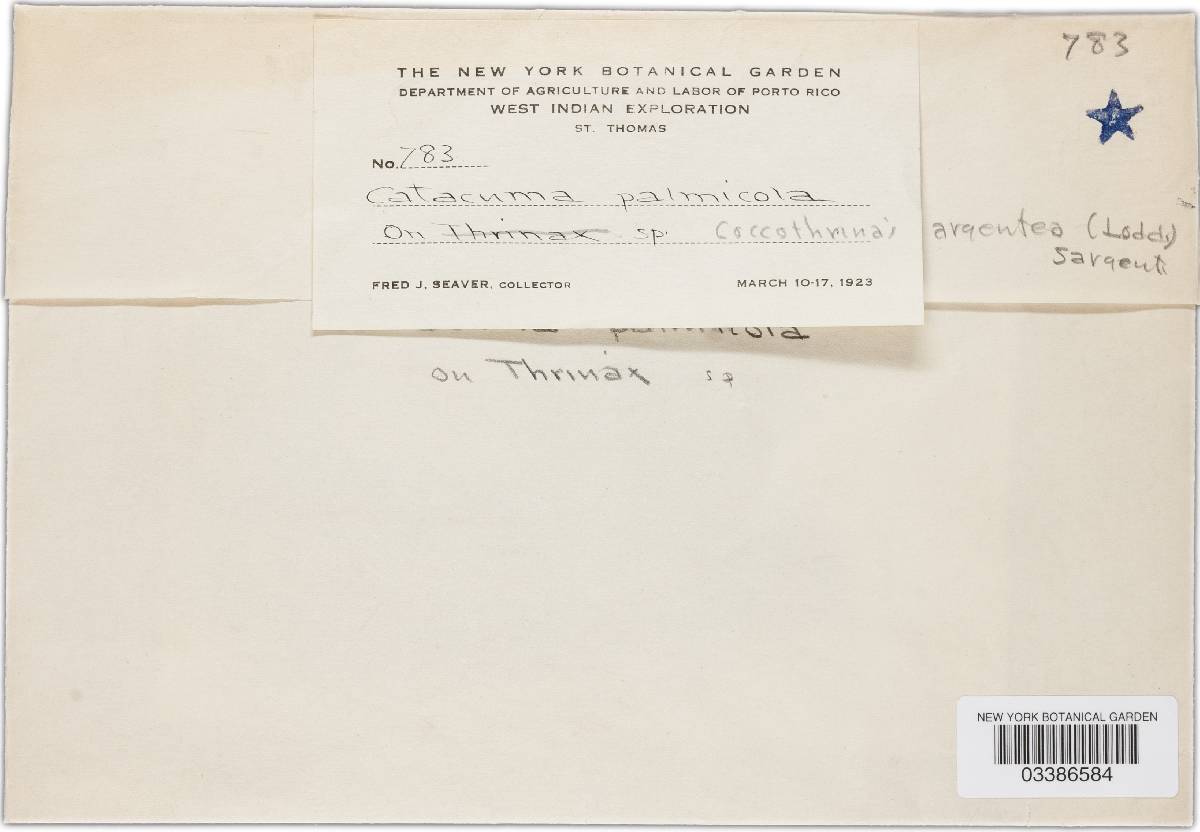 783
THE NEW YORK BOTANICAL GARDEN
DEPARTMENT OF AGRICULTURE AND LABOR OF PORTO RICO
WEST INDIAN EXPLORATION
ST. THOMAS
No. 783
Catacuma palmicola
On Thrinax sp. Coccothrinax argentea (Lodd.)
Sargent
FRED J. SEAVER, COLLECTOR MARCH 10-17, 1923
palmicola
on Thrinax sp
NEW YORK BOTANICAL GARDEN
03386584